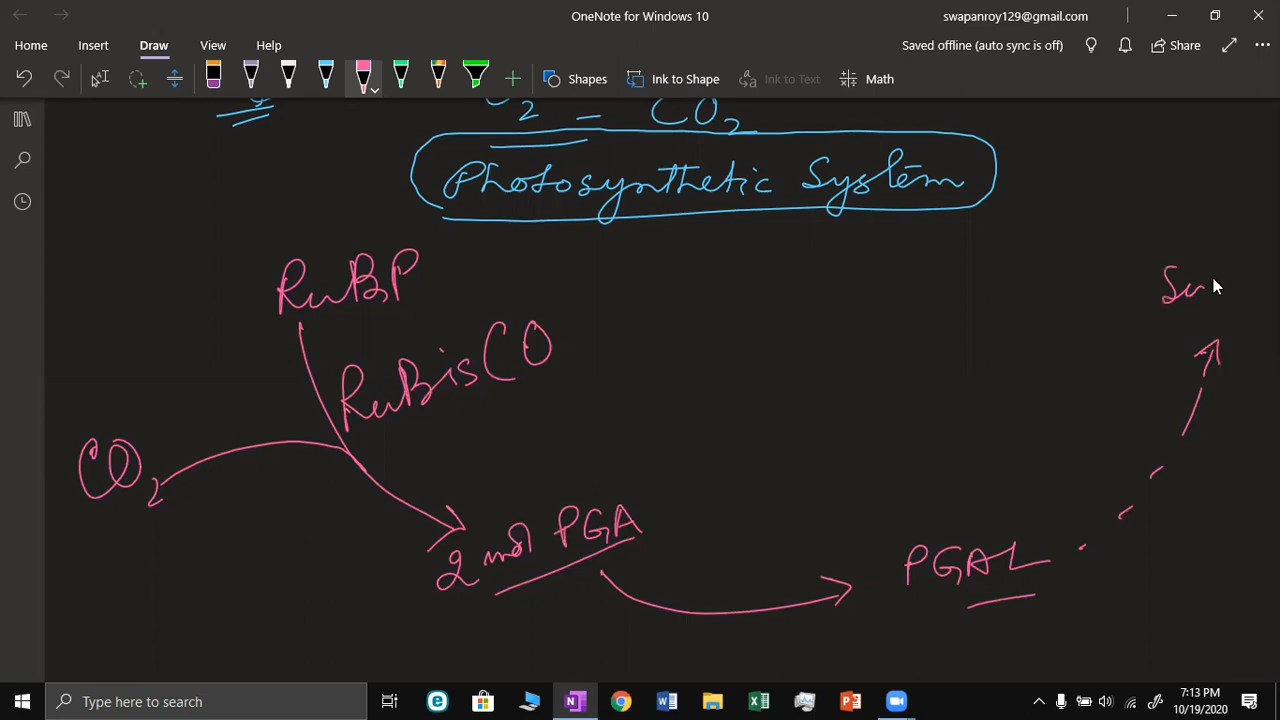 OneNote for Windows 10
swapanroy129@gmail.com
Home Insert Draw View Help
Saved offline (auto sync is off)
Share
Shapes
Ink to Shape
Ink to Text
Math
2 = CO2
Photosynthetic System
RuBP
Su
RuBisCO
CO2
2 mol PGA
PGAL
Type here to search
7:13 PM
10/19/2020